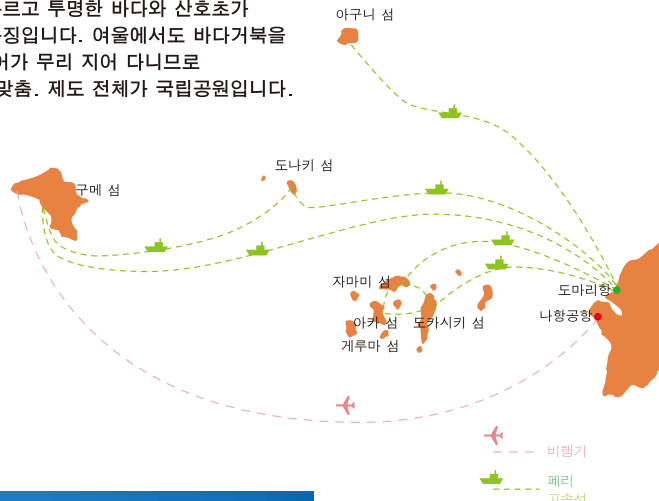 르고 투명한 바다와 산호초가
징입니다. 여울에서도 바다거북을
어가 무리 지어 다니므로
맞춤. 제도 전체가 국립공원입니다.
아구니 섬
도나키 섬
구메 섬
자마미 섬
도마리항
나항공항
아카 섬
도카시키 섬
게루마 섬
비행기
페리
고속선